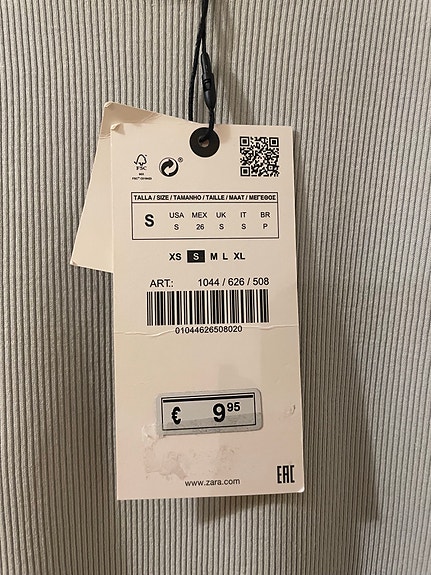 FSC
TALLA / SIZE / TAMANHO / TAILLE / MAAT / ΜΕΓΕΘΟΣ
S USA MEX UK IT BR
S 26 S S P
XS S M L XL
ART.: 1044 / 626 / 508
01044626508020
€ 9 95
www.zara.com
EAC